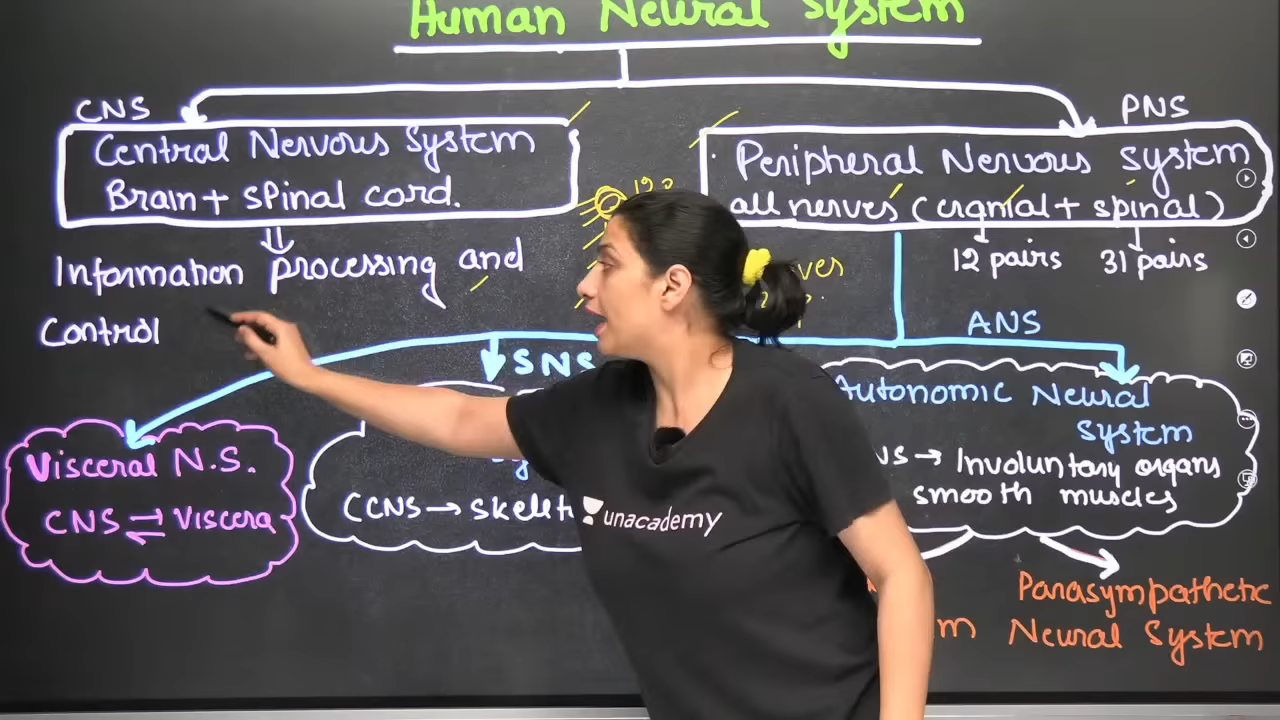 Human Neural System
CNS
Central Nervous System
Brain + spinal cord.
Information processing and
Control
PNS
Peripheral Nervous System
all nerves (cranial + spinal)
12 pairs 31 pairs
SNS
ANS
Visceral N.S.
CNS ⇌ Viscera
CCNS → Skelet
Autonomic Neural
System
NS → Involuntary organs
smooth muscles
Parasympathetic
m Neural System
unacademy